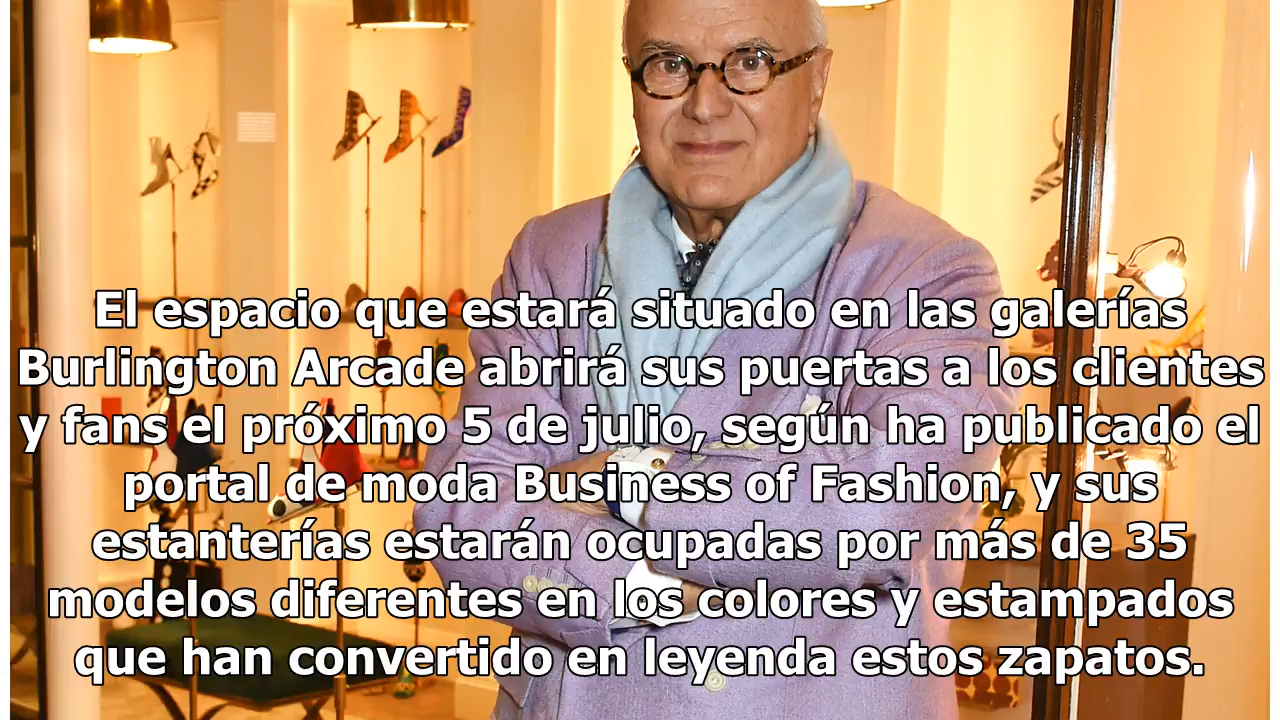 El espacio que estará situado en las galerías
Burlington Arcade abrirá sus puertas a los clientes
y fans el próximo 5 de julio, según ha publicado el
portal de moda Business of Fashion, y sus
estanterías estarán ocupadas por más de 35
modelos diferentes en los colores y estampados
que han convertido en leyenda estos zapatos.